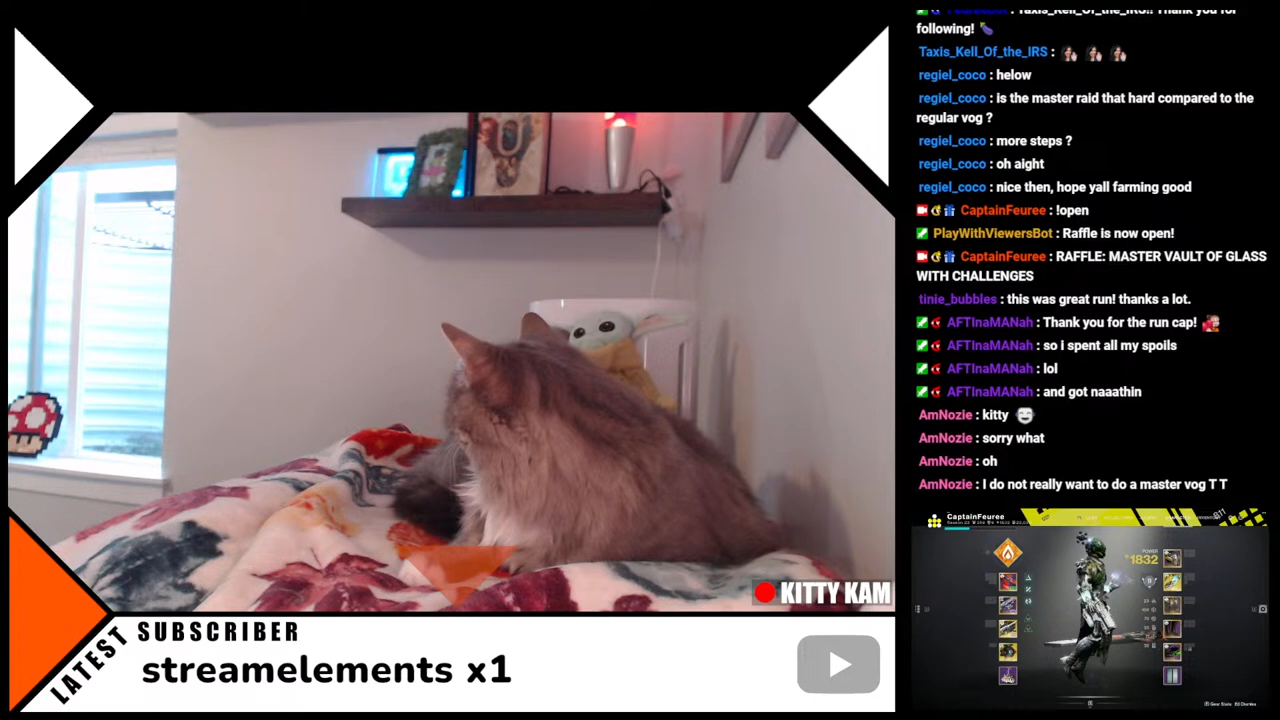 following!
Taxis_Kell_Of_the_IRS :
regiel_coco : helow
regiel_coco : is the master raid that hard compared to the
regular vog ?
regiel_coco : more steps ?
regiel_coco : oh aight
regiel_coco : nice then, hope yall farming good
CaptainFeuree : !open
PlayWithViewersBot : Raffle is now open!
CaptainFeuree : RAFFLE: MASTER VAULT OF GLASS
WITH CHALLENGES
tinie_bubbles : this was great run! thanks a lot.
AFTInaMANah : Thank you for the run cap!
AFTInaMANah : so i spent all my spoils
AFTInaMANah : lol
AFTInaMANah : and got naaathin
AmNozie : kitty
AmNozie : sorry what
AmNozie : oh
AmNozie : I do not really want to do a master vog T T
CaptainFeuree
POWER
1832
KITTY KAM
LATEST SUBSCRIBER
streamelements x1